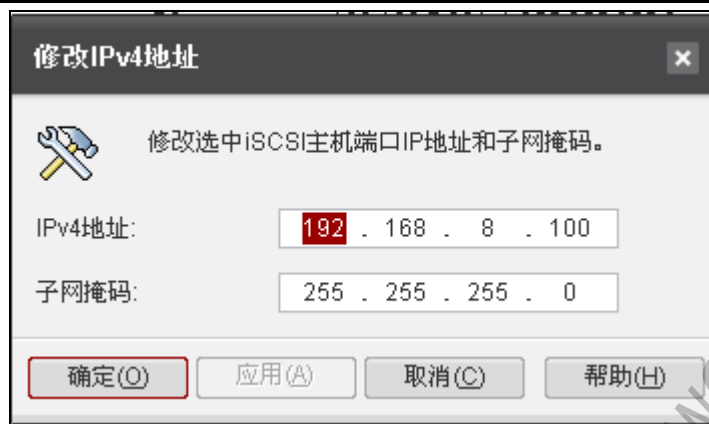 修改IPv4地址
修改选中iSCSI主机端口IP地址和子网掩码。
IPv4地址: 192 . 168 . 8 . 100
子网掩码: 255 . 255 . 255 . 0
确定(O) 应用(A) 取消(C) 帮助(H)